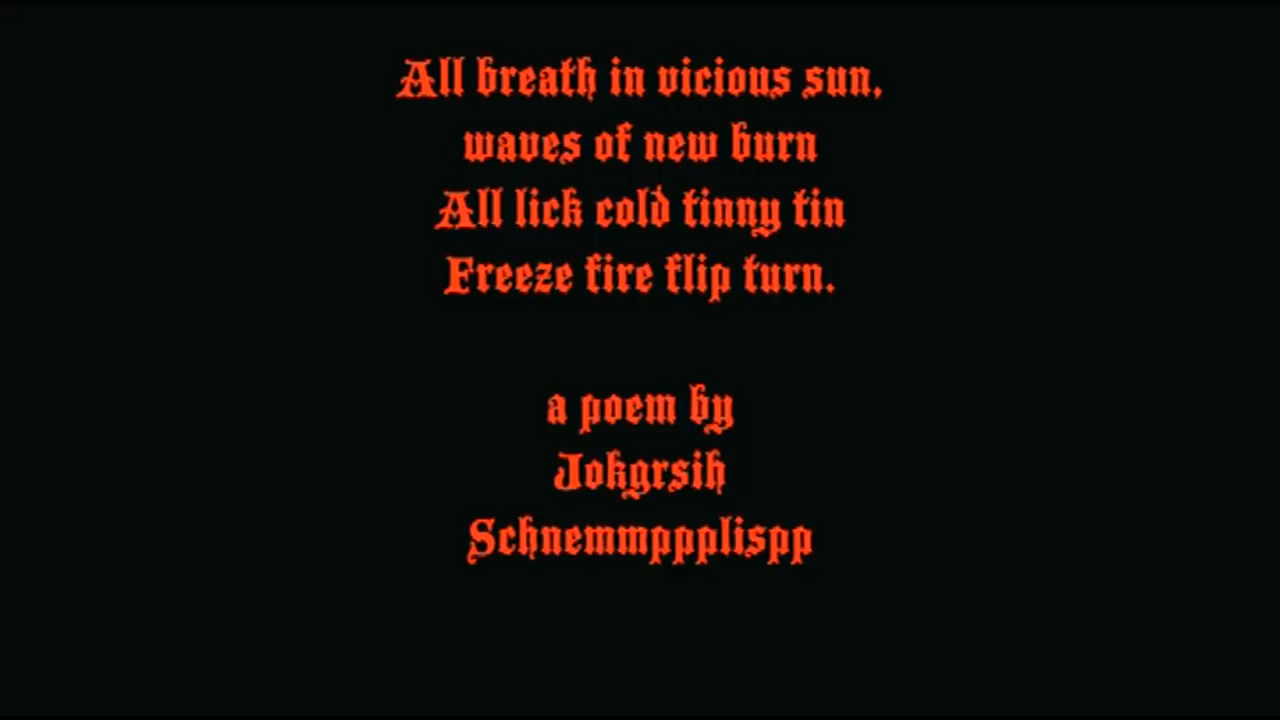 All breath in vicious sun,
waves of new burn
All lick cold tinny tin
Freeze fire flip turn.
a poem by
Jokgrsih
Schnemmppplispp